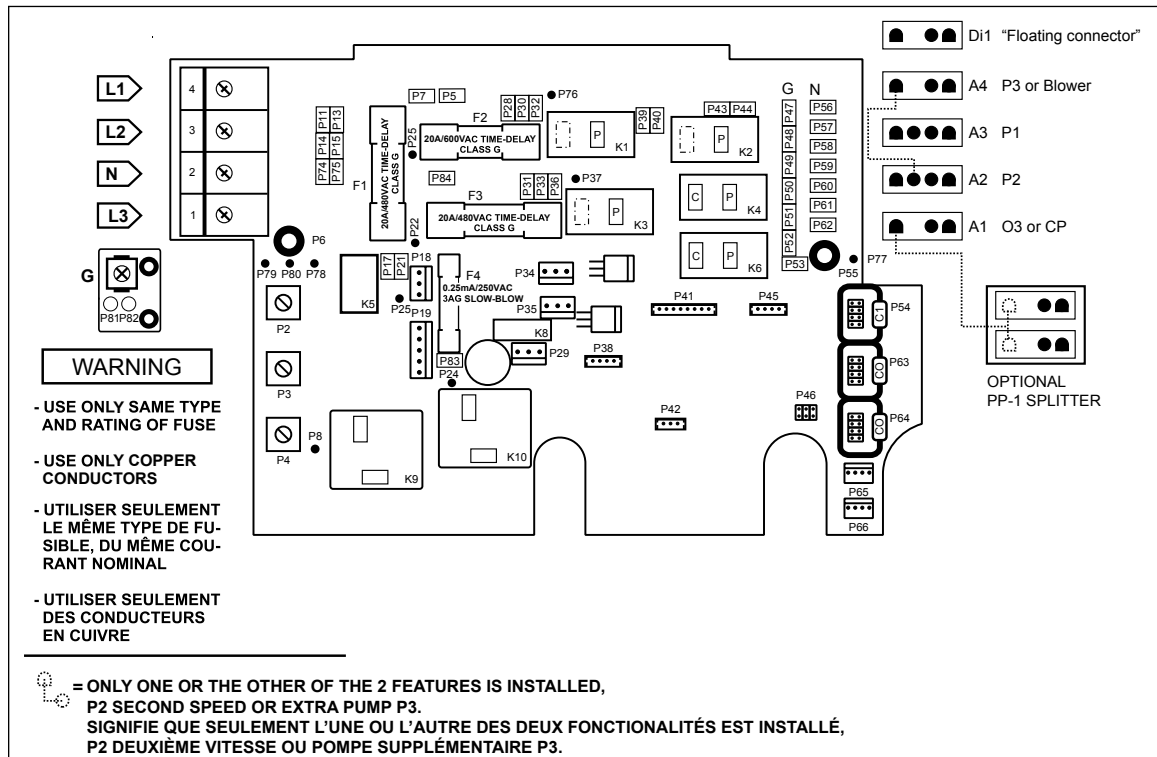 L1
L2
N
L3
G
4
3
2
1
P81 P82
P11 P13
P14 P15
P74 P75
P7 P5
F1
20A/480VAC TIME-DELAY
CLASS G
P25
F2
20A/600VAC TIME-DELAY
CLASS G
P28 P30 P32
P76
P84
F3
20A/480VAC TIME-DELAY
CLASS G
P31 P33 P36
P37
P
K1
P39 P40
P43 P44
P
K2
P
K3
C P
K4
C P
K6
G N
P47
P48
P49
P50
P51
P52
P53
P56
P57
P58
P59
P60
P61
P62
P77
P55
P6
P79 P80 P78
P22
P17 P21
P18
K5
P25
P19
F4
0.25mA/250VAC
3AG SLOW-BLOW
P34
P35
K8
P29
P38
P41
P45
P83
P24
P2
P3
P4
P8
K9
K10
P42
P46
C1
P54
CO
P63
CO
P64
P65
P66
Di1 “Floating connector”
A4 P3 or Blower
A3 P1
A2 P2
A1 O3 or CP
OPTIONAL
PP-1 SPLITTER
WARNING
- USE ONLY SAME TYPE
AND RATING OF FUSE
- USE ONLY COPPER
CONDUCTORS
- UTILISER SEULEMENT
LE MÊME TYPE DE FU-
SIBLE, DU MÊME COU-
RANT NOMINAL
- UTILISER SEULEMENT
DES CONDUCTEURS
EN CUIVRE
= ONLY ONE OR THE OTHER OF THE 2 FEATURES IS INSTALLED,
P2 SECOND SPEED OR EXTRA PUMP P3.
SIGNIFIE QUE SEULEMENT L’UNE OU L’AUTRE DES DEUX FONCTIONALITÉS EST INSTALLÉ,
P2 DEUXIÈME VITESSE OU POMPE SUPPLÉMENTAIRE P3.